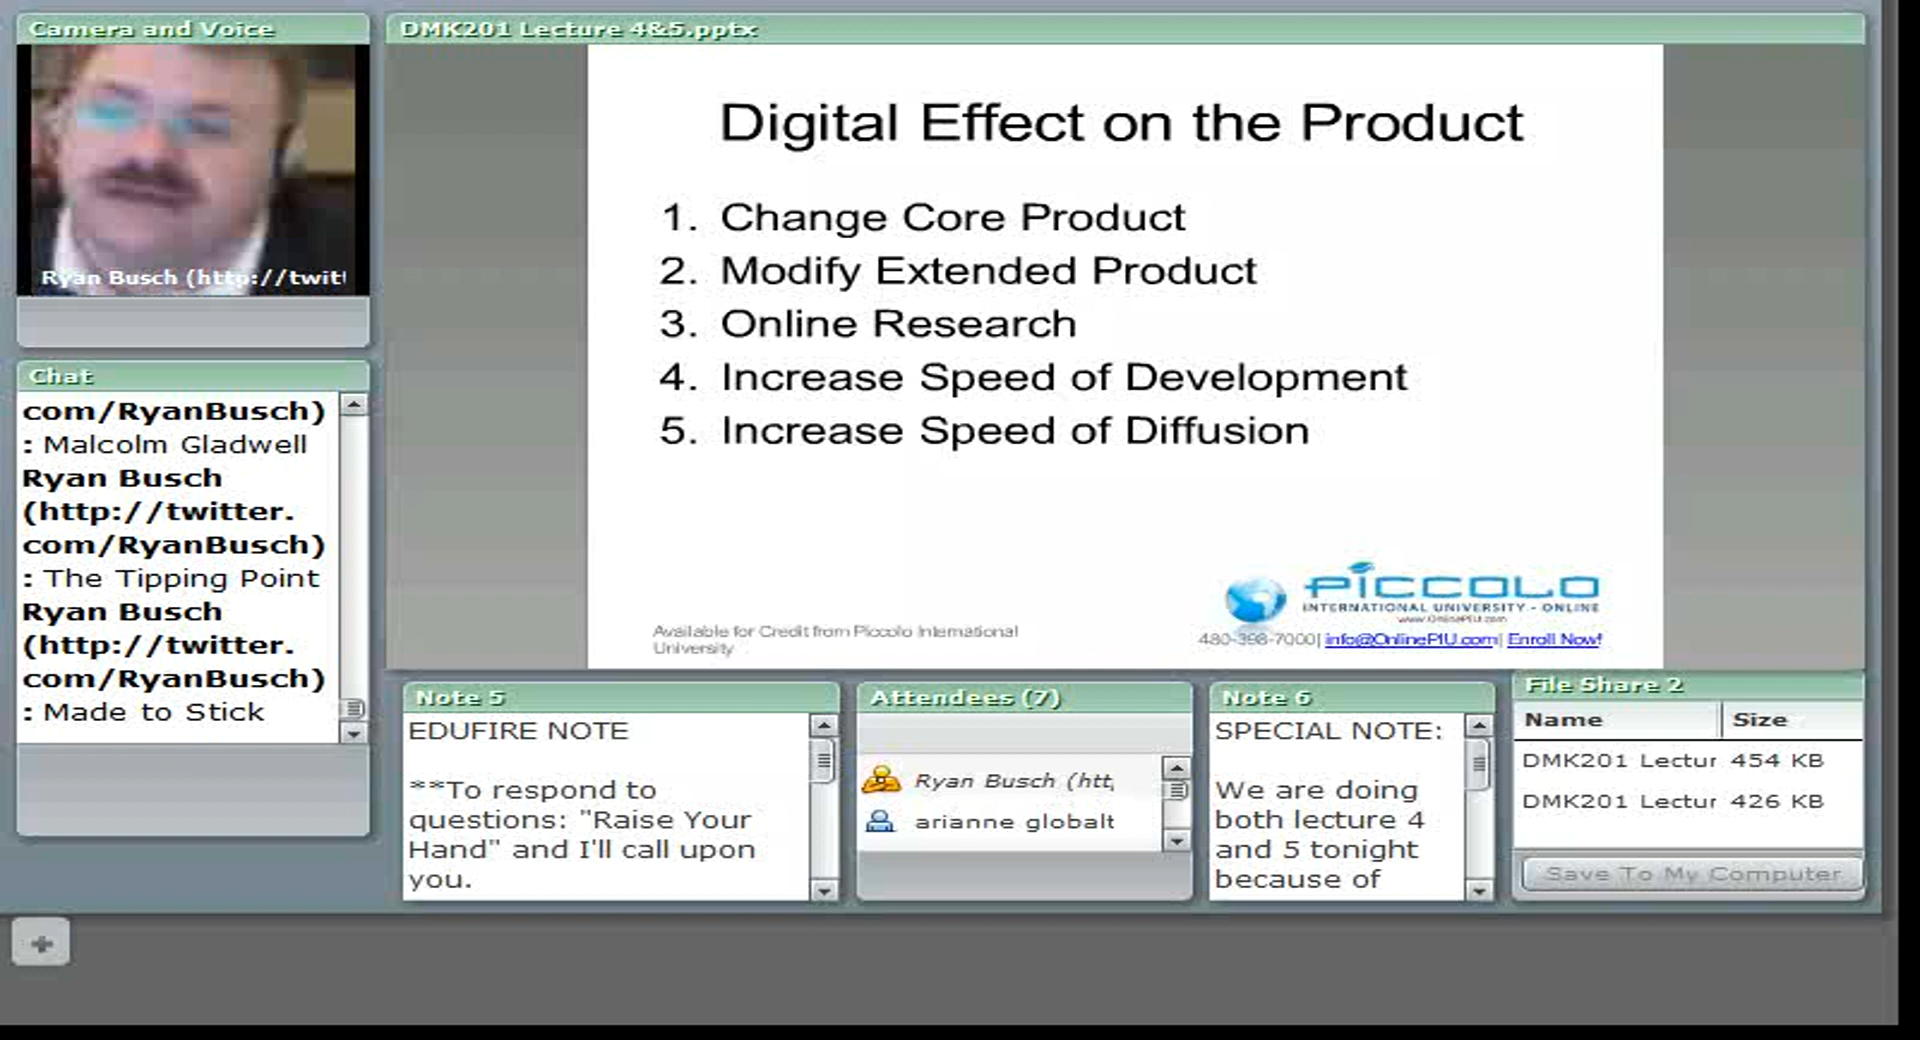 Camera and Voice
Ryan Busch (http://twitt
Chat
com/RyanBusch)
: Malcolm Gladwell
Ryan Busch
(http://twitter.
com/RyanBusch)
: The Tipping Point
Ryan Busch
(http://twitter.
com/RyanBusch)
: Made to Stick
DMK201 Lecture 4&5.pptx
Digital Effect on the Product
1. Change Core Product
2. Modify Extended Product
3. Online Research
4. Increase Speed of Development
5. Increase Speed of Diffusion
Available for Credit from Piccolo International
University
PICCOLO
INTERNATIONAL UNIVERSITY - ONLINE
www.OnlinePIU.com
480-398-7000| info@OnlinePIU.com| Enroll Now!
Note 5
EDUFIRE NOTE
**To respond to
questions: "Raise Your
Hand" and I'll call upon
you.
Attendees (7)
Ryan Busch (htt
arianne globalt
Note 6
SPECIAL NOTE:
We are doing
both lecture 4
and 5 tonight
because of
File Share 2
Name Size
DMK201 Lectur 454 KB
DMK201 Lectur 426 KB
Save To My Computer